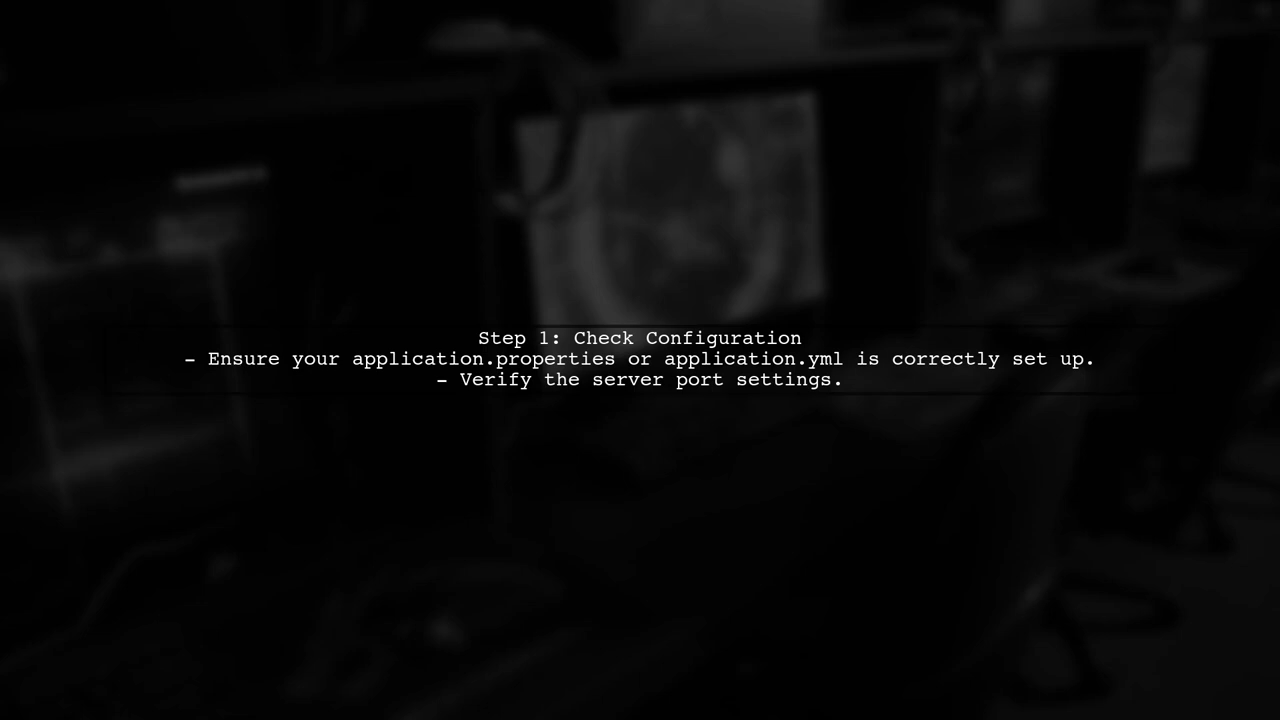 Step 1: Check Configuration
- Ensure your application.properties or application.yml is correctly set up.
- Verify the server port settings.